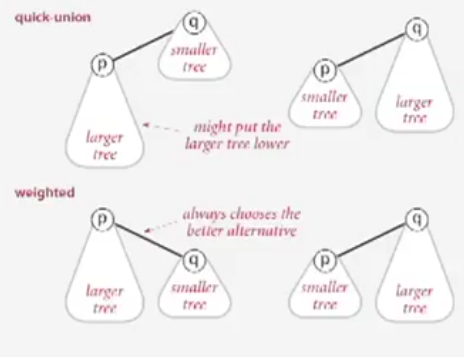 quick-union
q
smaller
tree
p
larger
tree
might put the
larger tree lower
q
p
smaller
tree
larger
tree
weighted
p
always chooses the
better alternative
q
larger
tree
smaller
tree
q
p
smaller
tree
larger
tree